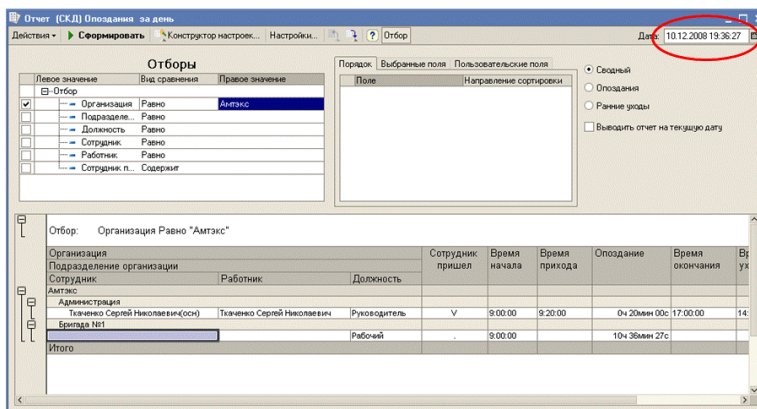 Отчет (СКД) Опоздания за день
Действия Сформировать Конструктор настроек... Настройки... ? Отбор Дата: 10.12.2008 19:36:27
Отборы
Левое значение Вид сравнения Правое значение
Отбор
Организация Равно Амтэкс
Подразделе... Равно
Должность Равно
Сотрудник Равно
Работник Равно
Сотрудник п... Содержит
Порядок Выбранные поля Пользовательские поля
Поле Направление сортировки
Сводный
Опоздания
Ранние уходы
Выводить отчет на текущую дату
Отбор: Организация Равно "Амтэкс"
Организация Сотрудник пришел Время начала Время прихода Опоздание Время окончания
Подразделение организации
Сотрудник Работник Должность
Амтэкс
Администрация
Ткаченко Сергей Николаевич(осн) Ткаченко Сергей Николаевич Руководитель V 9:00:00 9:20:00 0ч 20мин 00с 17:00:00 14:
Бригада №1
Рабочий . 9:00:00 10ч 36мин 27с
Итого